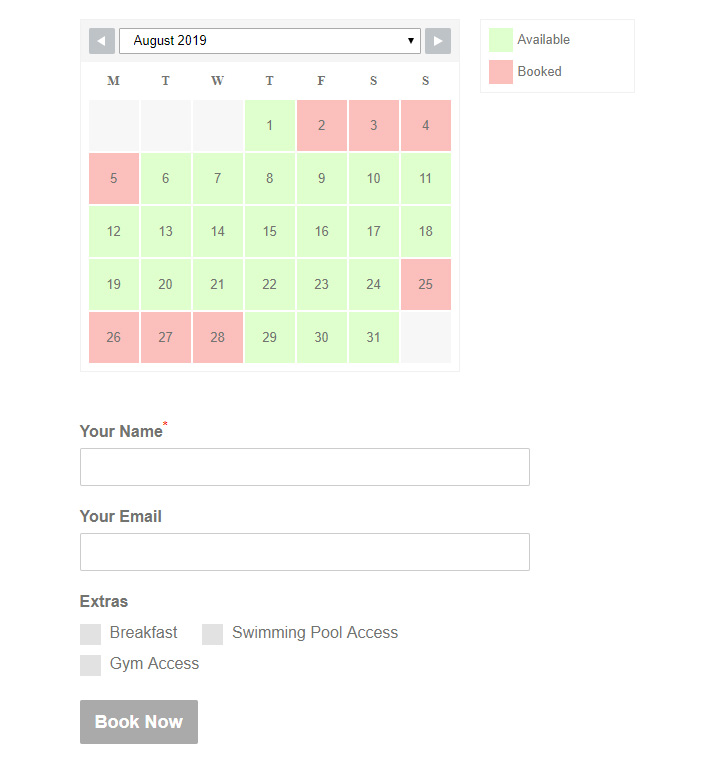 August 2019
Available
Booked
M T W T F S S
1 2 3 4
5 6 7 8 9 10 11
12 13 14 15 16 17 18
19 20 21 22 23 24 25
26 27 28 29 30 31
Your Name*
Your Email
Extras
Breakfast Swimming Pool Access
Gym Access
Book Now